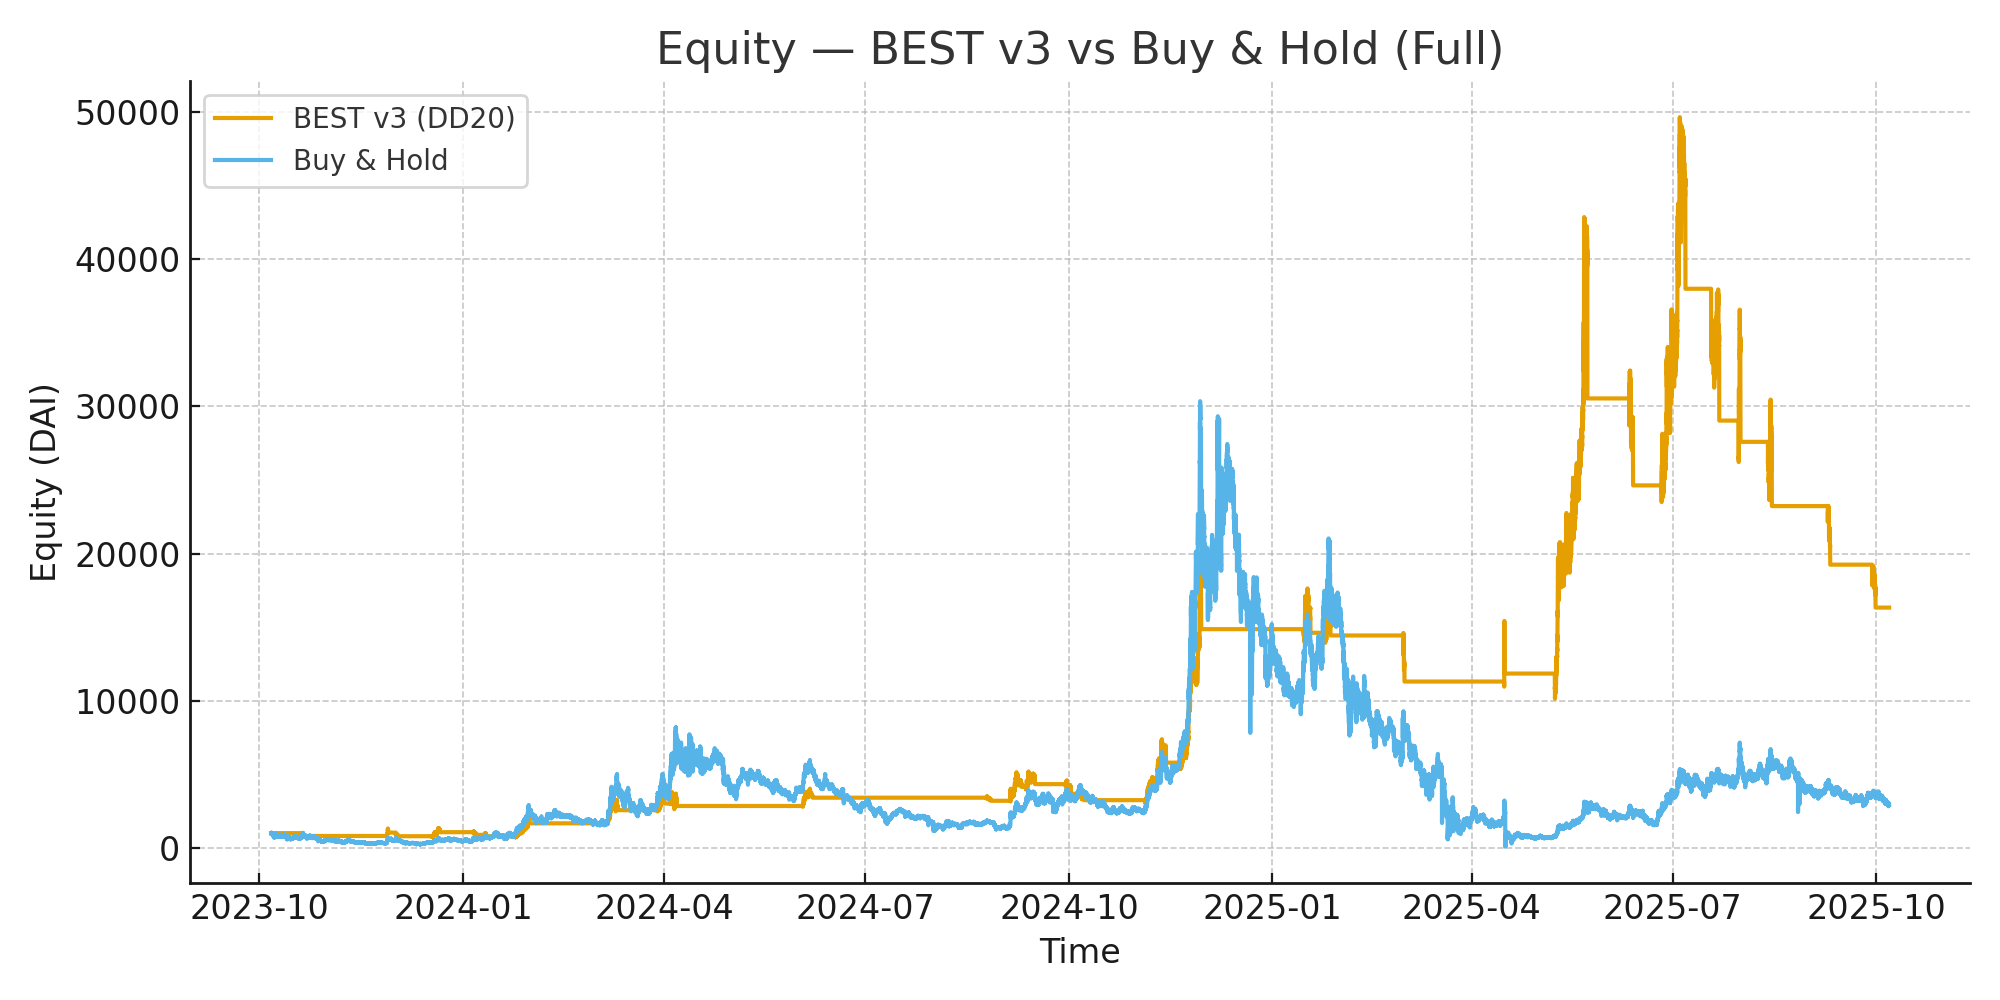 Equity — BEST v3 vs Buy & Hold (Full)
BEST v3 (DD20)
Buy & Hold
Equity (DAI)
50000
40000
30000
20000
10000
0
2023-10 2024-01 2024-04 2024-07 2024-10 2025-01 2025-04 2025-07 2025-10
Time